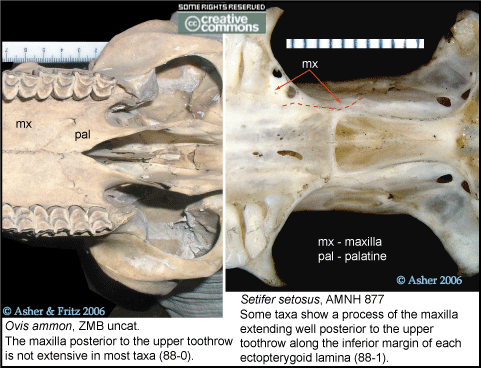 SOME RIGHTS RESERVED
creative
commons
mx
pal
© Asher & Fritz 2006
Ovis ammon, ZMB uncat.
The maxilla posterior to the upper toothrow
is not extensive in most taxa (88-0).
mx
mx - maxilla
pal - palatine
© Asher 2006
Setifer setosus, AMNH 877
Some taxa show a process of the maxilla
extending well posterior to the upper
toothrow along the inferior margin of each
ectopterygoid lamina (88-1).